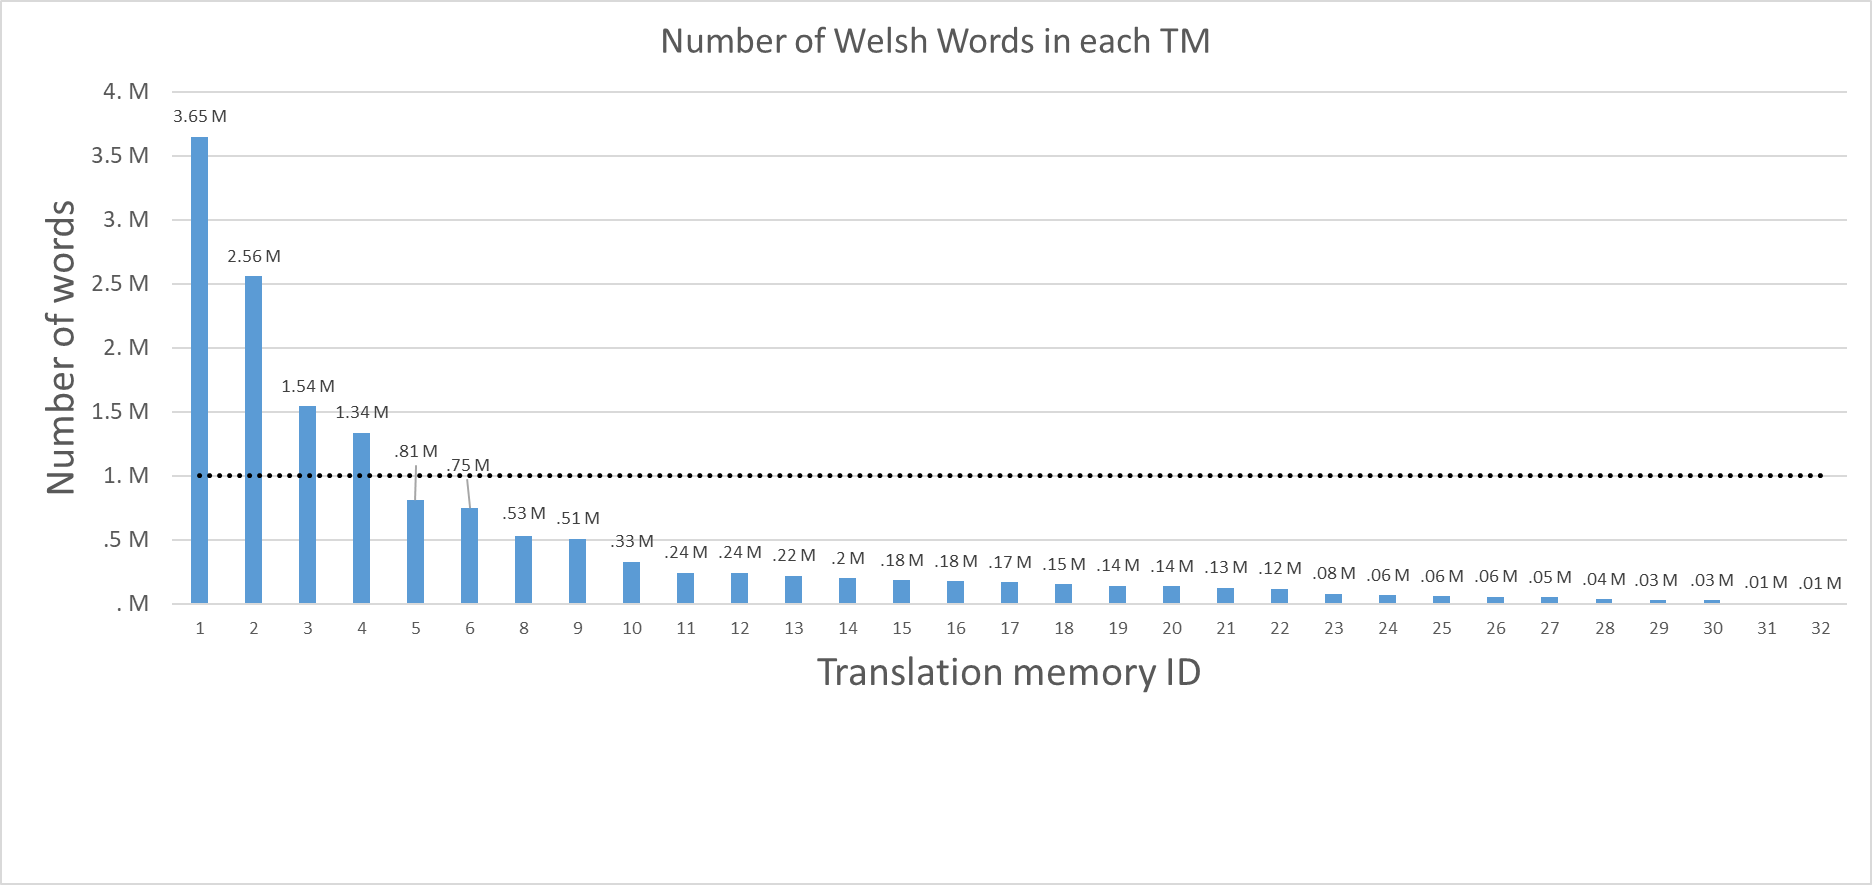 Number of Welsh Words in each TM
Number of words
4. M
3.5 M
3. M
2.5 M
2. M
1.5 M
1. M
.5 M
. M
3.65 M
2.56 M
1.54 M
1.34 M
.81 M
.75 M
.53 M
.51 M
.33 M
.24 M
.24 M
.22 M
.2 M
.18 M
.18 M
.17 M
.15 M
.14 M
.14 M
.13 M
.12 M
.08 M
.06 M
.06 M
.06 M
.05 M
.04 M
.03 M
.03 M
.01 M
.01 M
1 2 3 4 5 6 8 9 10 11 12 13 14 15 16 17 18 19 20 21 22 23 24 25 26 27 28 29 30 31 32
Translation memory ID